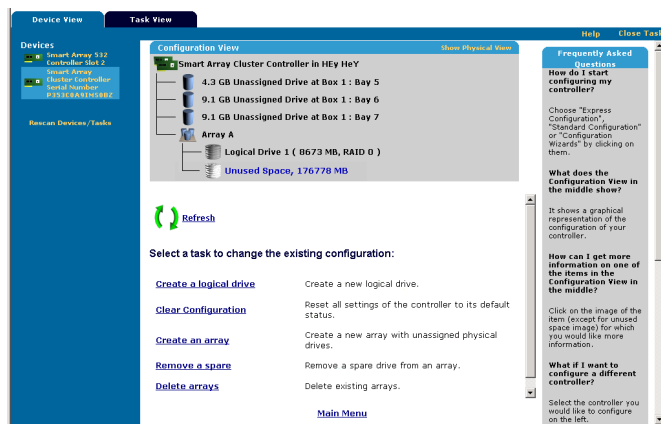 Device View
Task View
Help
Close Task
Devices
Smart Array 532
Controller Slot 2
Smart Array
Cluster Controller
Serial Number
P353C0A9IMS0BZ
Rescan Devices/Tasks
Configuration View
Show Physical View
Smart Array Cluster Controller in HEy HeY
4.3 GB Unassigned Drive at Box 1 : Bay 5
9.1 GB Unassigned Drive at Box 1 : Bay 6
9.1 GB Unassigned Drive at Box 1 : Bay 7
Array A
Logical Drive 1 ( 8673 MB, RAID 0 )
Unused Space, 176778 MB
Refresh
Select a task to change the existing configuration:
Create a logical drive
Create a new logical drive.
Clear Configuration
Reset all settings of the controller to its default
status.
Create an array
Create a new array with unassigned physical
drives.
Remove a spare
Remove a spare drive from an array.
Delete arrays
Delete existing arrays.
Main Menu
Frequently Asked
Questions
How do I start
configuring my
controller?
Choose "Express
Configuration",
"Standard Configuration"
or "Configuration
Wizards" by clicking on
them.
What does the
Configuration View in
the middle show?
It shows a graphical
representation of the
configuration of your
controller.
How can I get more
information on one of
the items in the
Configuration View in
the middle?
Click on the image of the
item (except for unused
space image) for which
you would like more
information.
What if I want to
configure a different
controller?
Select the controller you
would like to configure
on the left.